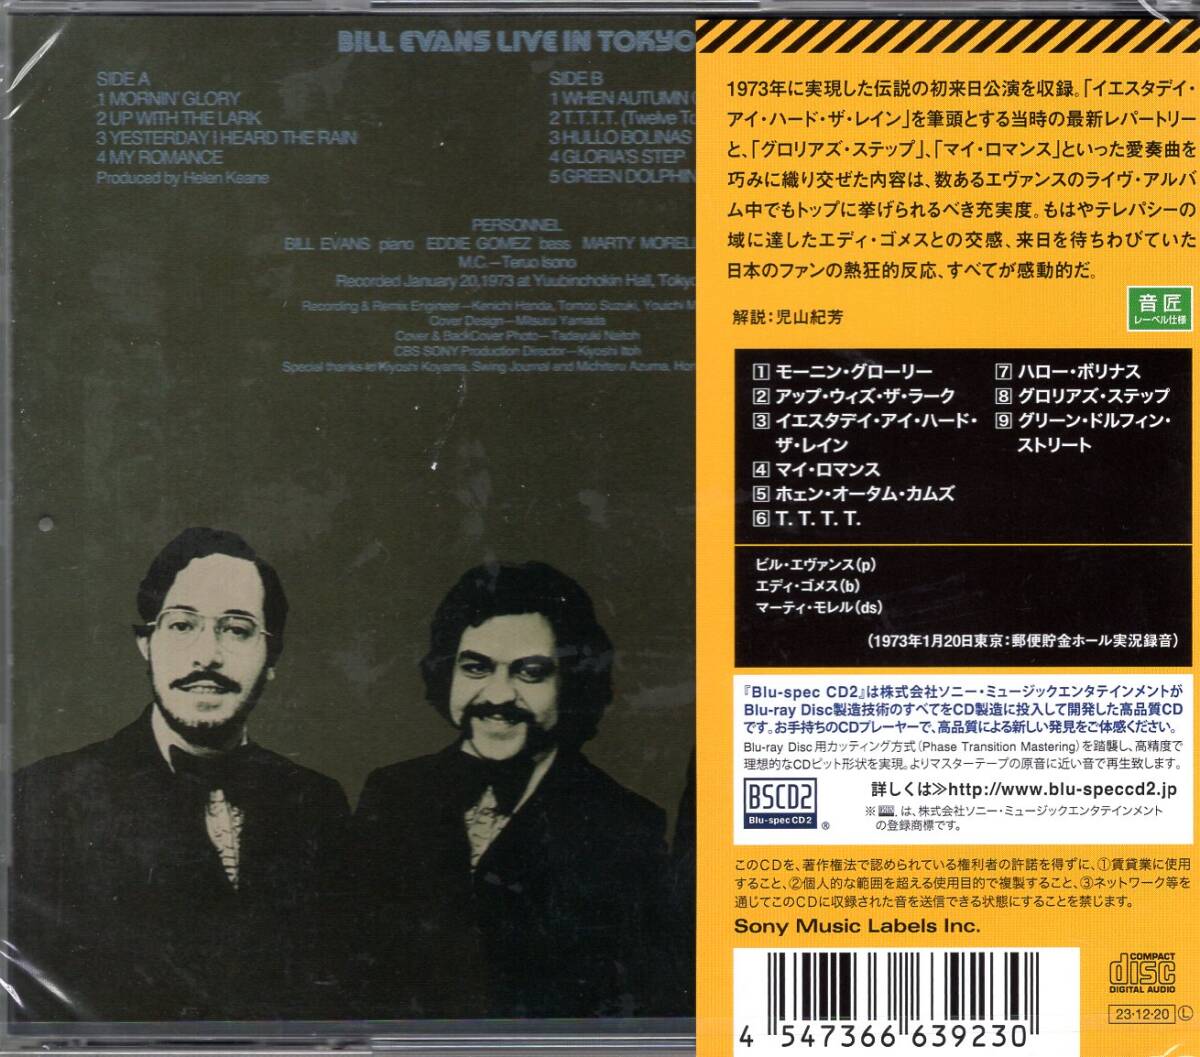 BILL EVANS LIVE IN TOKYO
SIDE A
1 MORNIN' GLORY
2 UP WITH THE LARK
3 YESTERDAY I HEARD THE RAIN
4 MY ROMANCE
Produced by Helen Keane
SIDE B
1 WHEN AUTUMN
2 T.T.T.T. (Twelve To
3 HULLO BOLINAS
4 GLORIA'S STEP
5 GREEN DOLPHIN
PERSONNEL
BILL EVANS piano EDDIE GOMEZ bass MARTY MORELL
M.C.—Teruo Isono
Recorded January 20, 1973 at Yuubinchokin Hall, Tokyo
Recording & Remix Engineer—Kenichi Handa, Tomoo Suzuki, Youichi M
Cover Design—Mitsuru Yamada
Cover & BackCover Photo—Tadayuki Naitoh
CBS SONY Production Director—Kiyoshi Itoh
Special thanks to Kiyoshi Koyama, Swing Journal and Michiteru Azuma, Hon
1973年に実現した伝説の初来日公演を収録。「イエスタデイ・
アイ・ハード・ザ・レイン」を筆頭とする当時の最新レパートリー
と、「グロリアズ・ステップ」、「マイ・ロマンス」といった愛奏曲を
巧みに織り交ぜた内容は、数あるエヴァンスのライヴ・アルバ
ム中でもトップに挙げられるべき充実度。もはやテレパシーの
域に達したエディ・ゴメスとの交感、来日を待ちわびていた
日本のファンの熱狂的反応、すべてが感動的だ。
音匠
レーベル仕様
解説：児山紀芳
1 モーニン・グローリー
2 アップ・ウィズ・ザ・ラーク
3 イエスタデイ・アイ・ハード・
ザ・レイン
4 マイ・ロマンス
5 ホェン・オータム・カムズ
6 T. T. T. T.
7 ハロー・ボリナス
8 グロリアズ・ステップ
9 グリーン・ドルフィン・
ストリート
ビル・エヴァンス(p)
エディ・ゴメス(b)
マーティ・モレル(ds)
(1973年1月20日東京：郵便貯金ホール実況録音)
『Blu-spec CD2』は株式会社ソニー・ミュージックエンタテインメントが
Blu-ray Disc製造技術のすべてをCD製造に投入して開発した高品質CD
です。お手持ちのCDプレーヤーで、高品質による新しい発見をご体感ください。
Blu-ray Disc用カッティング方式(Phase Transition Mastering)を踏襲し、高精度で
理想的なCDピット形状を実現。よりマスターテープの原音に近い音で再生致します。
BSCD2
Blu-spec CD2 ®
詳しくは≫http://www.blu-speccd2.jp
※ は、株式会社ソニー・ミュージックエンタテインメント
の登録商標です。
このCDを、著作権法で認められている権利者の許諾を得ずに、①賃貸業に使用
すること、②個人的な範囲を超える使用目的で複製すること、③ネットワーク等を
通じてこのCDに収録された音を送信できる状態にすることを禁じます。
Sony Music Labels Inc.
4 547366 639230
COMPACT
disc
DIGITAL AUDIO
23・12・20 Ⓛ